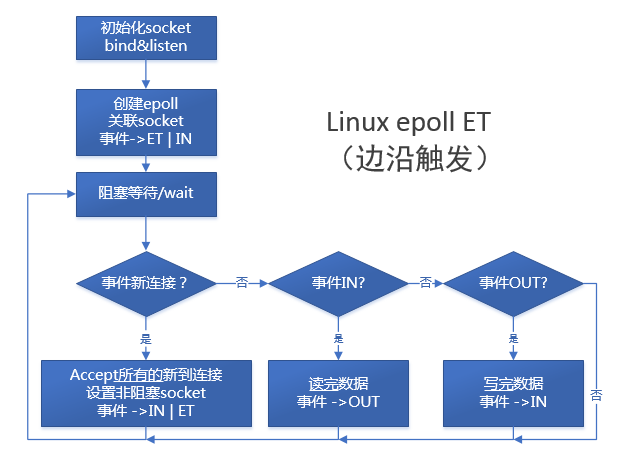 初始化socket
bind&listen
创建epoll
关联socket
事件->ET | IN
Linux epoll ET
（边沿触发）
阻塞等待/wait
事件新连接？
否
事件IN?
否
事件OUT?
是
是
是
Accept所有的新到连接
设置非阻塞socket
事件 ->IN | ET
读完数据
事件 ->OUT
写完数据
事件 ->IN
否